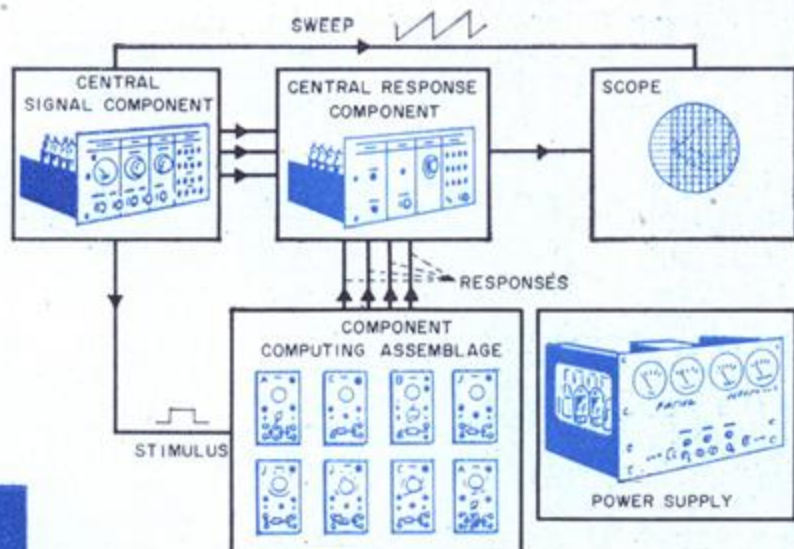 SWEEP
CENTRAL
SIGNAL COMPONENT
CENTRAL RESPONSE
COMPONENT
SCOPE
RESPONSES
COMPONENT
COMPUTING ASSEMBLAGE
A
C
J
J
J
C
A
STIMULUS
POWER SUPPLY